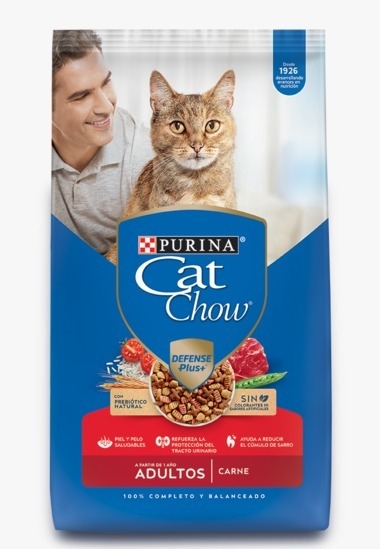 Desde
1926
desarrollando
avances en
nutrición
PURINA®
Cat
Chow®
DEFENSE
Plus+
CON
PREBIÓTICO
NATURAL
SIN
COLORANTES NI
SABORES ARTIFICIALES
PIEL Y PELO
SALUDABLES
REFUERZA LA
PROTECCIÓN DEL
TRACTO URINARIO
AYUDA A REDUCIR
EL CÚMULO DE SARRO
A PARTIR DE 1 AÑO
ADULTOS
CARNE
100% COMPLETO Y BALANCEADO